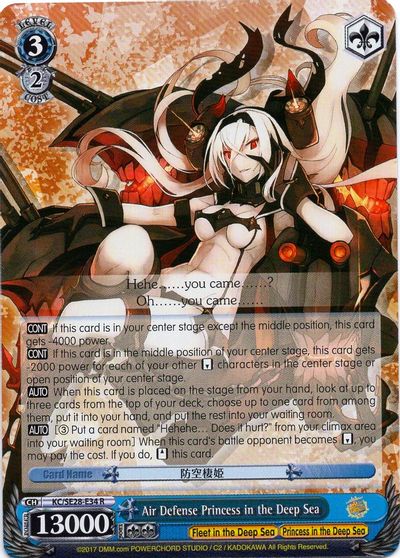 LEVEL
3
2
COST
Hehe……you came……?
Oh……you came……
CONT If this card is in your center stage except the middle position, this card
gets -4000 power.
CONT If this card is in the middle position of your center stage, this card gets
-2000 power for each of your other characters in the center stage or
clock.
AUTO When this card is placed on the stage from your hand, look at up to
three cards from the top of your deck, choose up to one card from among
them, put it into your hand, and put the rest into your waiting room.
AUTO [③ Put a card named "Hehehe… Does it hurt?" from your climax
area into your waiting room] When this card's battle opponent becomes , you
may pay the cost. If you do, this card.
Card Name 防空棲姫
CH KC/SE28-E34 R
13000
Air Defense Princess in the Deep Sea
Fleet in the Deep Sea Princess in the Deep Sea
©2017 DMM.com POWERCHORD STUDIO / C2 / KADOKAWA All Rights Reserved.